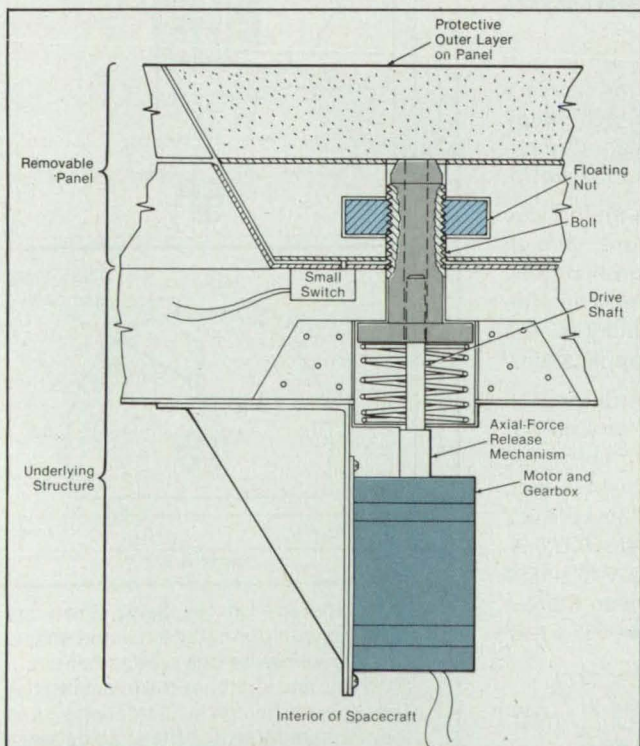 Protective
Outer Layer
on Panel
Removable
Panel
Floating
Nut
Bolt
Small
Switch
Drive
Shaft
Axial-Force
Release
Mechanism
Motor and
Gearbox
Underlying
Structure
Interior of Spacecraft